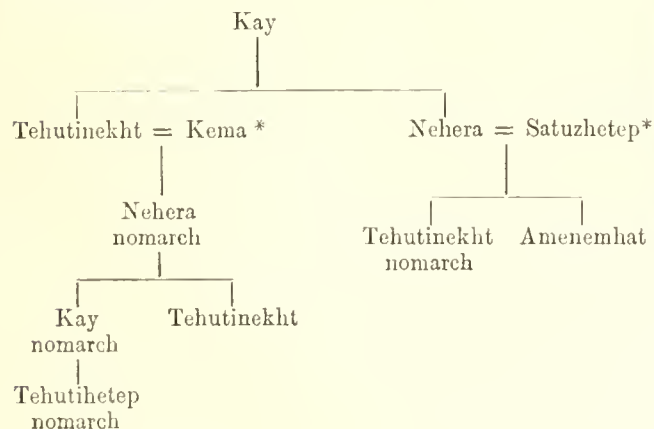 Kay
Tehutinekht = Kema * Nehera = Satuzhetep*
Nehera
nomarch Tehutinekht Amenemhat
nomarch
Kay Tehutinekht
nomarch
Tehutihetep
nomarch